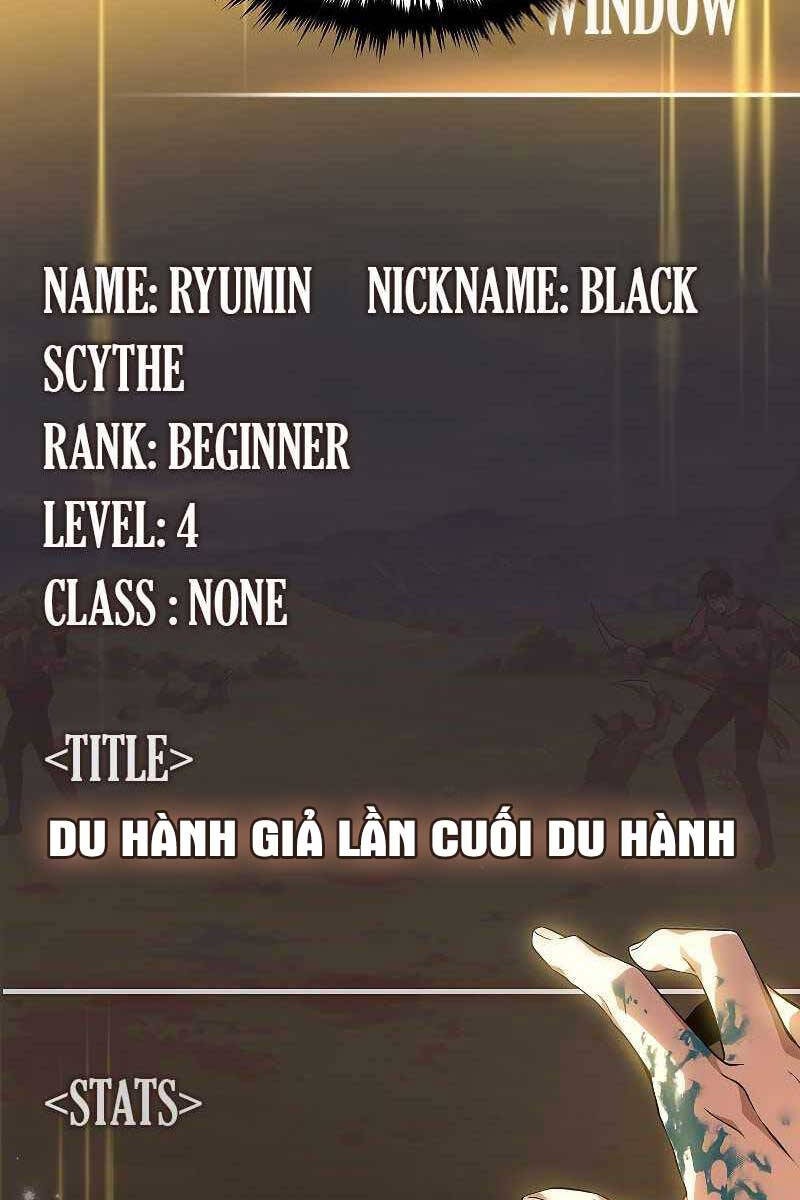 WINDOW
NAME: RYUMIN NICKNAME: BLACK
SCYTHE
RANK: BEGINNER
LEVEL: 4
CLASS : NONE
<TITLE>
DU HÀNH GIẢ LẦN CUỐI DU HÀNH
<STATS>